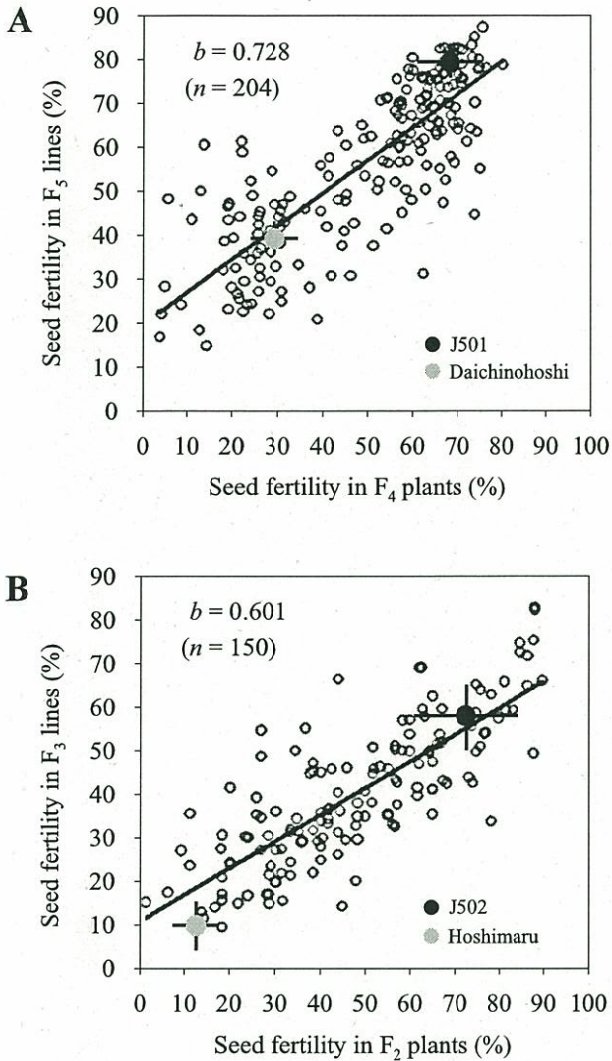 A
90
80
70
60
50
40
30
20
10
0
Seed fertility in F5 lines (%)
b = 0.728
(n = 204)
J501
Daichinohoshi
0 10 20 30 40 50 60 70 80 90 100
Seed fertility in F4 plants (%)
B
90
80
70
60
50
40
30
20
10
0
Seed fertility in F3 lines (%)
b = 0.601
(n = 150)
J502
Hoshimaru
0 10 20 30 40 50 60 70 80 90 100
Seed fertility in F2 plants (%)